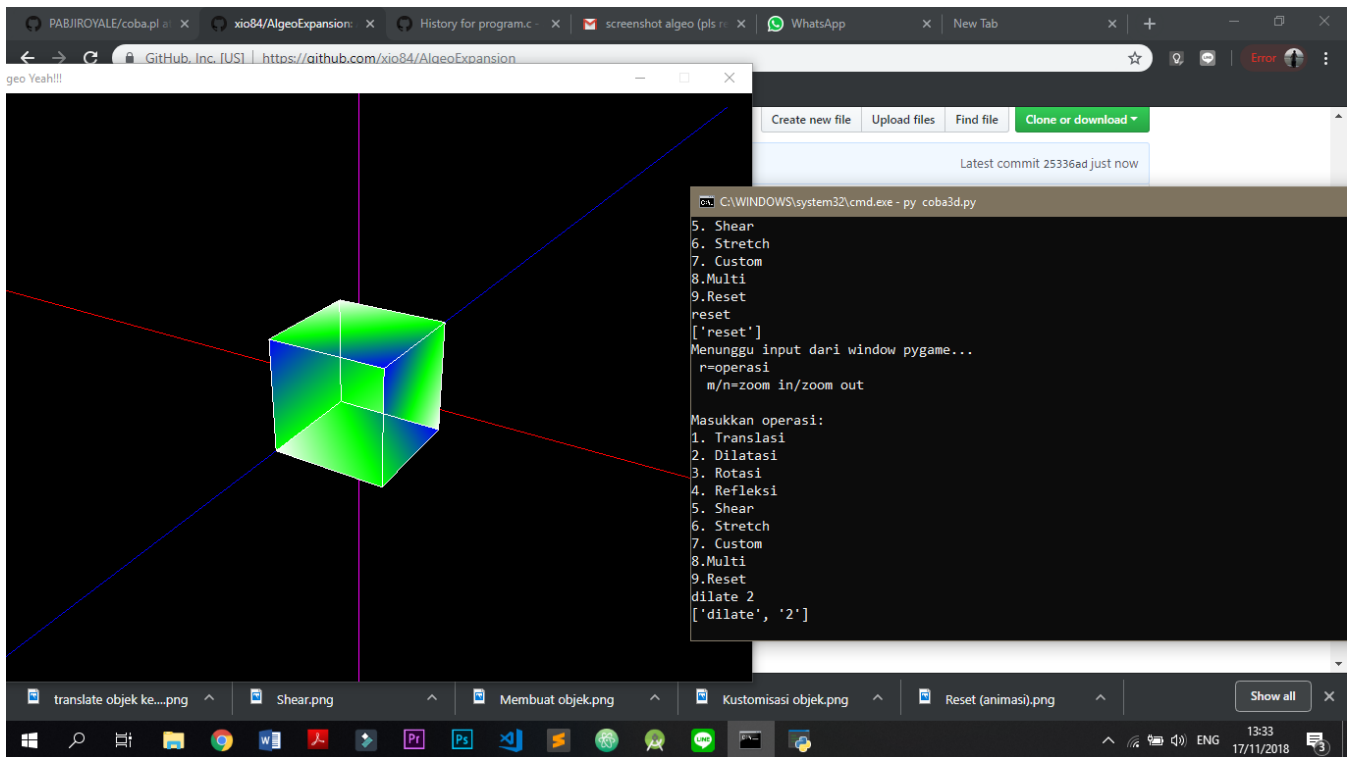 PABJIROYALE/coba.pl at
xio84/AlgeoExpansion:
History for program.c -
screenshot algeo (pls re
WhatsApp
New Tab
GitHub, Inc. [US] | https://github.com/xio84/AlgeoExpansion
Error
geo Yeah!!!
Create new file
Upload files
Find file
Clone or download
Latest commit 25336ad just now
C:\WINDOWS\system32\cmd.exe - py  coba3d.py
5. Shear
6. Stretch
7. Custom
8.Multi
9.Reset
reset
['reset']
Menunggu input dari window pygame...
 r=operasi
  m/n=zoom in/zoom out
Masukkan operasi:
1. Translasi
2. Dilatasi
3. Rotasi
4. Refleksi
5. Shear
6. Stretch
7. Custom
8.Multi
9.Reset
dilate 2
['dilate', '2']
translate objek ke....png
Shear.png
Membuat objek.png
Kustomisasi objek.png
Reset (animasi).png
Show all
Pr
Ps
LINE
ENG
13:33
17/11/2018
3